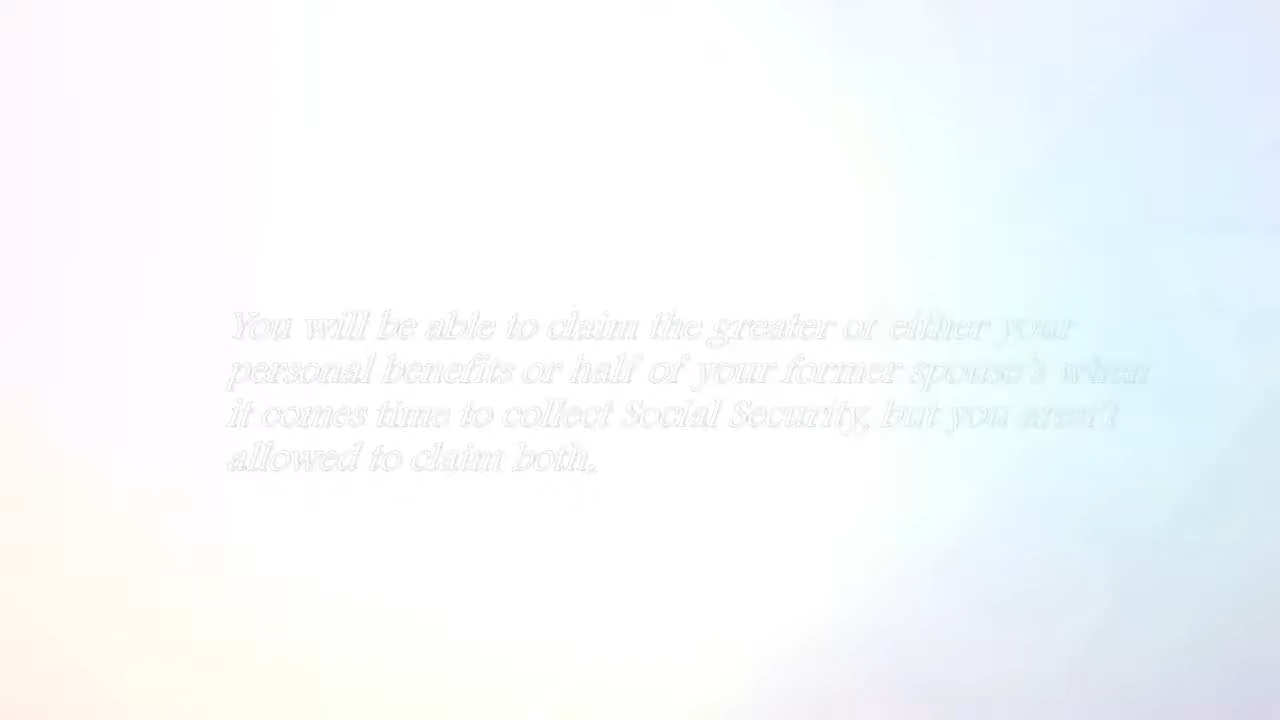 You will be able to claim the greater of either your
personal benefits or half of your former spouse's when
it comes time to collect Social Security, but you aren't
allowed to claim both.